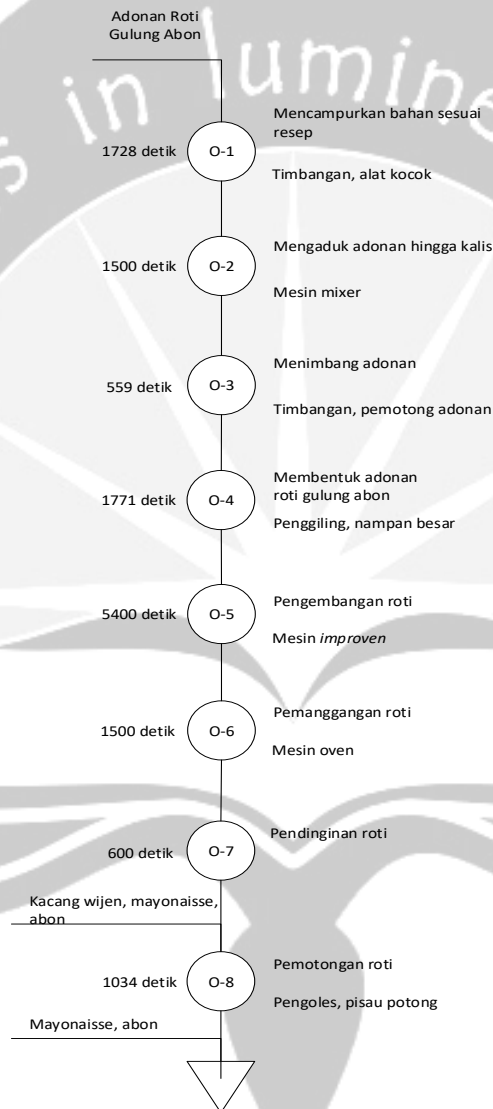 Adonan Roti
Gulung Abon
in lumine
s
Mencampurkan bahan sesuai
resep
1728 detik
O-1
Timbangan, alat kocok
Mengaduk adonan hingga kalis
1500 detik
O-2
Mesin mixer
Menimbang adonan
559 detik
O-3
Timbangan, pemotong adonan
Membentuk adonan
roti gulung abon
1771 detik
O-4
Penggiling, nampan besar
Pengembangan roti
5400 detik
O-5
Mesin improven
Pemanggangan roti
1500 detik
O-6
Mesin oven
Pendinginan roti
600 detik
O-7
Kacang wijen, mayonaisse,
abon
Pemotongan roti
1034 detik
O-8
Pengoles, pisau potong
Mayonaisse, abon